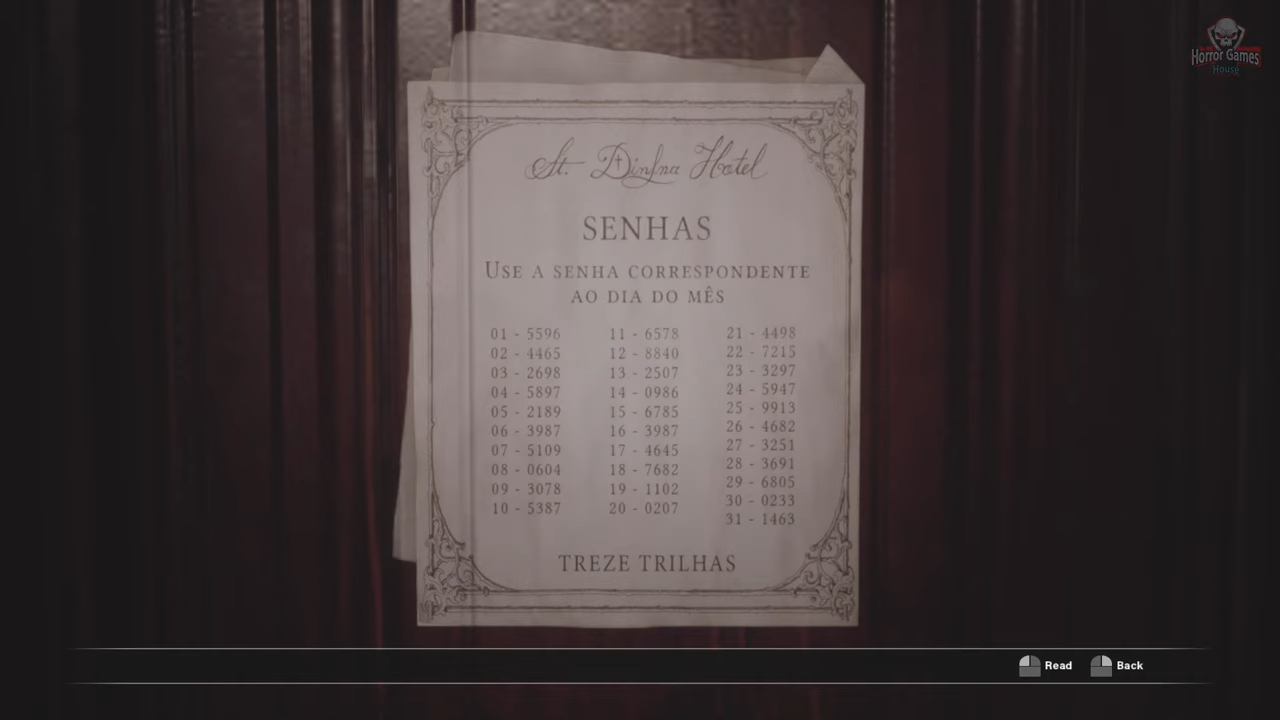 Horror Games
House
St. Dinfna Hotel
SENHAS
USE A SENHA CORRESPONDENTE
AO DIA DO MÊS
01 - 5596
02 - 4465
03 - 2698
04 - 5897
05 - 2189
06 - 3987
07 - 5109
08 - 0604
09 - 3078
10 - 5387
11 - 6578
12 - 8840
13 - 2507
14 - 0986
15 - 6785
16 - 3987
17 - 4645
18 - 7682
19 - 1102
20 - 0207
21 - 4498
22 - 7215
23 - 3297
24 - 5947
25 - 9913
26 - 4682
27 - 3251
28 - 3691
29 - 6805
30 - 0233
31 - 1463
TREZE TRILHAS
Read
Back